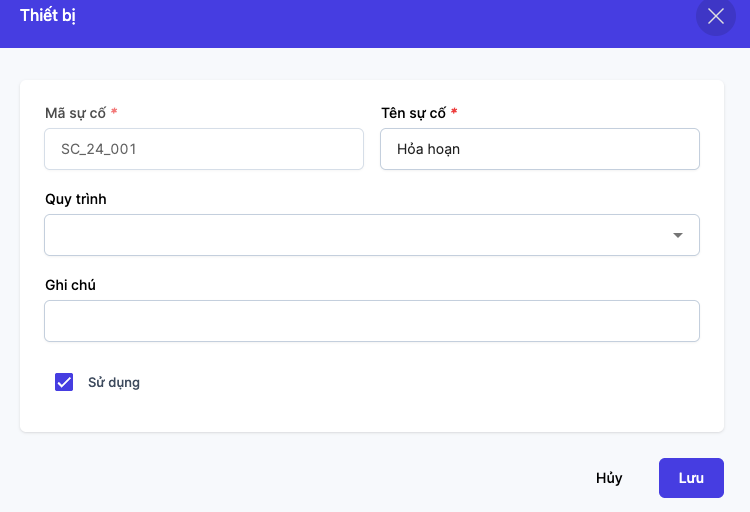 Thiết bị
Mã sự cố * Tên sự cố *
SC_24_001 Hỏa hoạn
Quy trình
Ghi chú
Sử dụng
Hủy Lưu